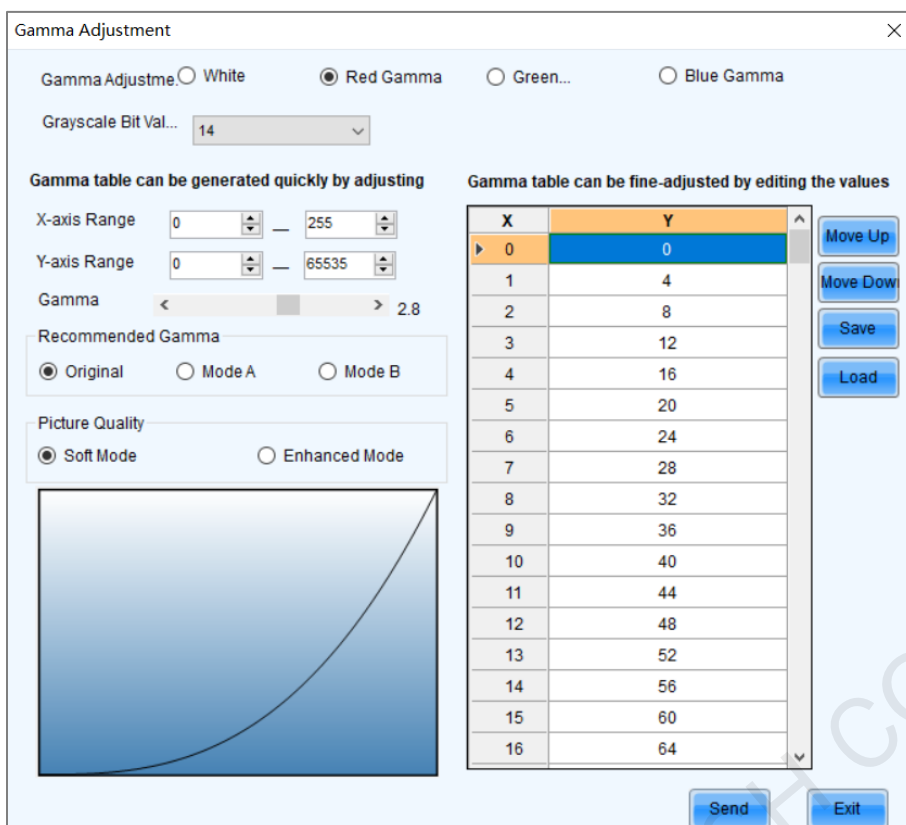 Gamma Adjustment
Gamma Adjustme. White Red Gamma Green... Blue Gamma
Grayscale Bit Val... 14
Gamma table can be generated quickly by adjusting
X-axis Range 0 — 255
Y-axis Range 0 — 65535
Gamma < > 2.8
Recommended Gamma
Original Mode A Mode B
Picture Quality
Soft Mode Enhanced Mode
Gamma table can be fine-adjusted by editing the values
X Y
0 0
1 4
2 8
3 12
4 16
5 20
6 24
7 28
8 32
9 36
10 40
11 44
12 48
13 52
14 56
15 60
16 64
Move Up
Move Dow
Save
Load
Send Exit